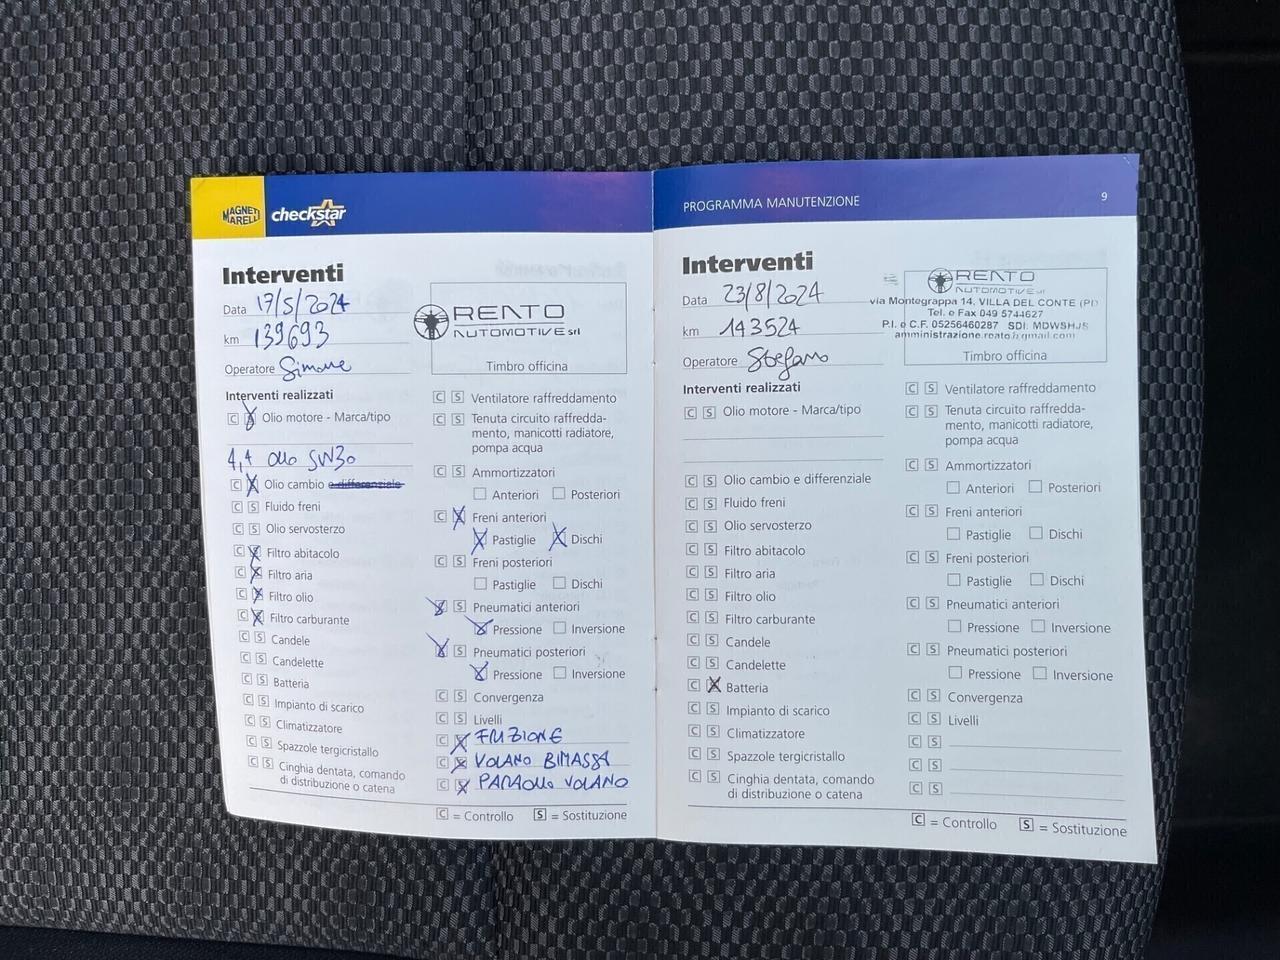 MAGNETI MARELLI checkstar
Interventi
Data 17/5/2024
km 139693
Operatore Simone
Interventi realizzati
C S Olio motore - Marca/tipo
4,4 olio 5W30
C S Olio cambio e differenziale
C S Fluido freni
C S Olio servosterzo
C S Filtro abitacolo
C S Filtro aria
C S Filtro olio
C S Filtro carburante
C S Candele
C S Candelette
C S Batteria
C S Impianto di scarico
C S Climatizzatore
C S Spazzole tergicristallo
C S Cinghia dentata, comando
di distribuzione o catena
RENTO
AUTOMOTIVE srl
Timbro officina
C S Ventilatore raffreddamento
C S Tenuta circuito raffredda-
mento, manicotti radiatore,
pompa acqua
C S Ammortizzatori
Anteriori Posteriori
C S Freni anteriori
Pastiglie Dischi
C S Freni posteriori
Pastiglie Dischi
C S Pneumatici anteriori
Pressione Inversione
C S Pneumatici posteriori
Pressione Inversione
C S Convergenza
C S Livelli
C S FRIZIONE
C S VOLANO BIMASSA
C S PARAOLIO VOLANO
C = Controllo S = Sostituzione
PROGRAMMA MANUTENZIONE 9
Interventi
Data 23/8/2024
km 143524
Operatore Stefano
Interventi realizzati
C S Olio motore - Marca/tipo
C S Olio cambio e differenziale
C S Fluido freni
C S Olio servosterzo
C S Filtro abitacolo
C S Filtro aria
C S Filtro olio
C S Filtro carburante
C S Candele
C S Candelette
C S Batteria
C S Impianto di scarico
C S Climatizzatore
C S Spazzole tergicristallo
C S Cinghia dentata, comando
di distribuzione o catena
RENTO
AUTOMOTIVE srl
via Montegrappa 14, VILLA DEL CONTE (PD)
Tel. e Fax 049 5744627
P.I. e C.F. 05256460287 SDI: MDWSHJS
amministrazione.reato@gmail.com
Timbro officina
C S Ventilatore raffreddamento
C S Tenuta circuito raffredda-
mento, manicotti radiatore,
pompa acqua
C S Ammortizzatori
Anteriori Posteriori
C S Freni anteriori
Pastiglie Dischi
C S Freni posteriori
Pastiglie Dischi
C S Pneumatici anteriori
Pressione Inversione
C S Pneumatici posteriori
Pressione Inversione
C S Convergenza
C S Livelli
C S
C S
C S
C = Controllo S = Sostituzione